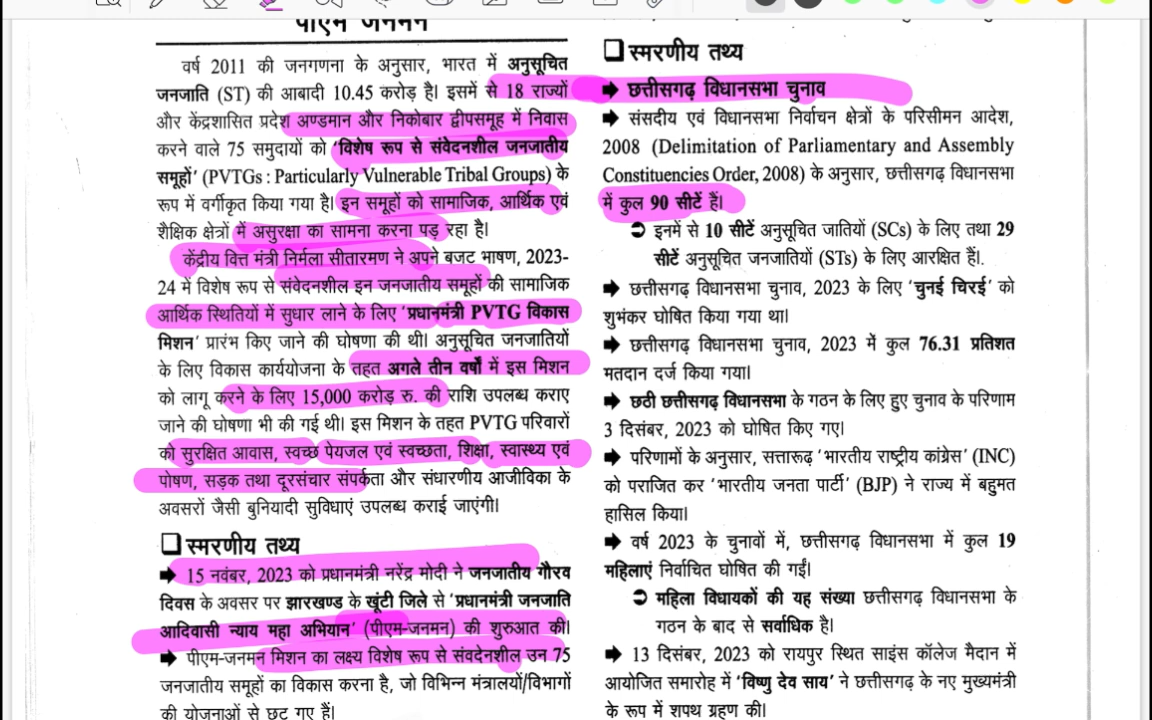 पीएम जनमन
वर्ष 2011 की जनगणना के अनुसार, भारत में अनुसूचित
जनजाति (ST) की आबादी 10.45 करोड़ है। इसमें से 18 राज्यों
और केंद्रशासित प्रदेश अण्डमान और निकोबार द्वीपसमूह में निवास
करने वाले 75 समुदायों को 'विशेष रूप से संवेदनशील जनजातीय
समूहों' (PVTGs : Particularly Vulnerable Tribal Groups) के
रूप में वर्गीकृत किया गया है। इन समूहों को सामाजिक, आर्थिक एवं
शैक्षिक क्षेत्रों में असुरक्षा का सामना करना पड़ रहा है।
केंद्रीय वित्त मंत्री निर्मला सीतारमण ने अपने बजट भाषण, 2023-
24 में विशेष रूप से संवेदनशील इन जनजातीय समूहों की सामाजिक
आर्थिक स्थितियों में सुधार लाने के लिए 'प्रधानमंत्री PVTG विकास
मिशन' प्रारंभ किए जाने की घोषणा की थी। अनुसूचित जनजातियों
के लिए विकास कार्ययोजना के तहत अगले तीन वर्षों में इस मिशन
को लागू करने के लिए 15,000 करोड़ रु. की राशि उपलब्ध कराए
जाने की घोषणा भी की गई थी। इस मिशन के तहत PVTG परिवारों
को सुरक्षित आवास, स्वच्छ पेयजल एवं स्वच्छता, शिक्षा, स्वास्थ्य एवं
पोषण, सड़क तथा दूरसंचार संपर्कता और संधारणीय आजीविका के
अवसरों जैसी बुनियादी सुविधाएं उपलब्ध कराई जाएंगी।
❑ स्मरणीय तथ्य
➡ 15 नवंबर, 2023 को प्रधानमंत्री नरेंद्र मोदी ने जनजातीय गौरव
दिवस के अवसर पर झारखण्ड के खूंटी जिले से 'प्रधानमंत्री जनजाति
आदिवासी न्याय महा अभियान' (पीएम-जनमन) की शुरुआत की।
➡ पीएम-जनमन मिशन का लक्ष्य विशेष रूप से संवदेनशील उन 75
जनजातीय समूहों का विकास करना है, जो विभिन्न मंत्रालयों/विभागों
की योजनाओं से छूट गए हैं।
❑ स्मरणीय तथ्य
➡ छत्तीसगढ़ विधानसभा चुनाव
➡ संसदीय एवं विधानसभा निर्वाचन क्षेत्रों के परिसीमन आदेश,
2008 (Delimitation of Parliamentary and Assembly
Constituencies Order, 2008) के अनुसार, छत्तीसगढ़ विधानसभा
में कुल 90 सीटें हैं।
➲ इनमें से 10 सीटें अनुसूचित जातियों (SCs) के लिए तथा 29
सीटें अनुसूचित जनजातियों (STs) के लिए आरक्षित हैं।
➡ छत्तीसगढ़ विधानसभा चुनाव, 2023 के लिए 'चुनई चिरई' को
शुभंकर घोषित किया गया था।
➡ छत्तीसगढ़ विधानसभा चुनाव, 2023 में कुल 76.31 प्रतिशत
मतदान दर्ज किया गया।
➡ छठी छत्तीसगढ़ विधानसभा के गठन के लिए हुए चुनाव के परिणाम
3 दिसंबर, 2023 को घोषित किए गए।
➡ परिणामों के अनुसार, सत्तारूढ़ 'भारतीय राष्ट्रीय कांग्रेस' (INC)
को पराजित कर 'भारतीय जनता पार्टी' (BJP) ने राज्य में बहुमत
हासिल किया।
➡ वर्ष 2023 के चुनावों में, छत्तीसगढ़ विधानसभा में कुल 19
महिलाएं निर्वाचित घोषित की गईं।
➲ महिला विधायकों की यह संख्या छत्तीसगढ़ विधानसभा के
गठन के बाद से सर्वाधिक है।
➡ 13 दिसंबर, 2023 को रायपुर स्थित साइंस कॉलेज मैदान में
आयोजित समारोह में 'विष्णु देव साय' ने छत्तीसगढ़ के नए मुख्यमंत्री
के रूप में शपथ ग्रहण की।